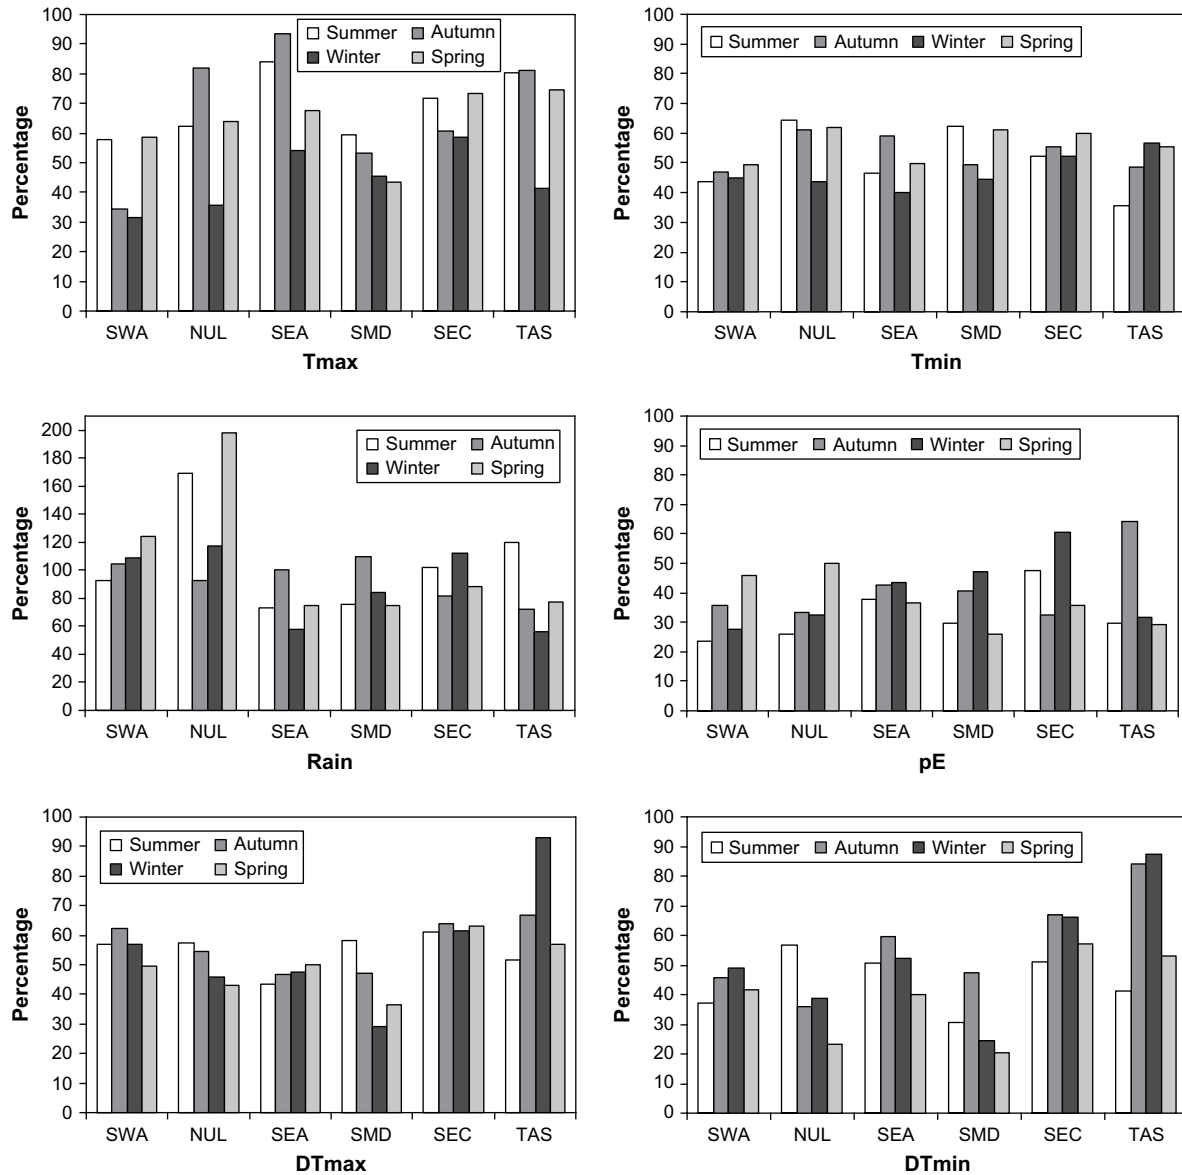 100
90
80
70
60
50
40
30
20
10
0
Percentage
Summer Autumn
Winter Spring
SWA NUL SEA SMD SEC TAS
Tmax
100
90
80
70
60
50
40
30
20
10
0
Percentage
Summer Autumn Winter Spring
SWA NUL SEA SMD SEC TAS
Tmin
200
180
160
140
120
100
80
60
40
20
0
Percentage
Summer Autumn
Winter Spring
SWA NUL SEA SMD SEC TAS
Rain
100
90
80
70
60
50
40
30
20
10
0
Percentage
Summer Autumn Winter Spring
SWA NUL SEA SMD SEC TAS
pE
100
90
80
70
60
50
40
30
20
10
0
Percentage
Summer Autumn
Winter Spring
SWA NUL SEA SMD SEC TAS
DTmax
100
90
80
70
60
50
40
30
20
10
0
Percentage
Summer Autumn Winter Spring
SWA NUL SEA SMD SEC TAS
DTmin